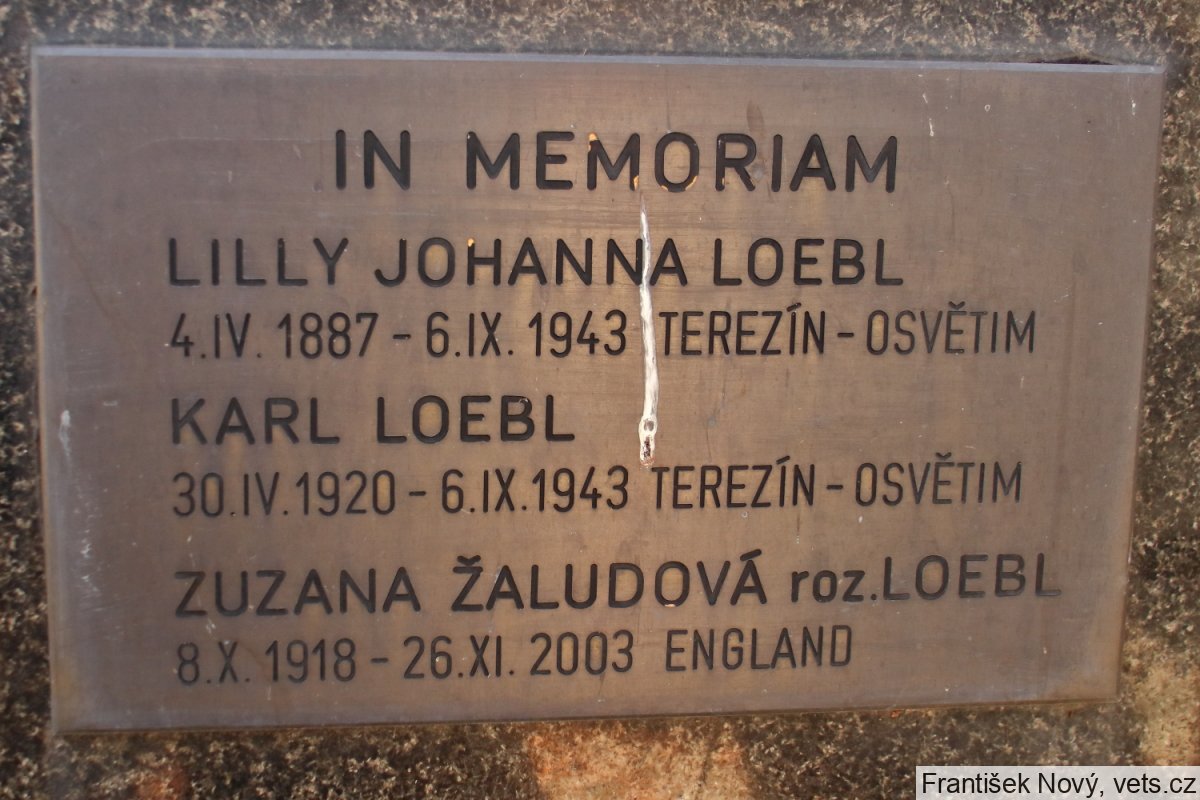 IN MEMORIAM
LILLY JOHANNA LOEBL
4.IV. 1887 - 6.IX. 1943 TEREZÍN - OSVĚTIM
KARL LOEBL
30.IV.1920 - 6.IX.1943 TEREZÍN - OSVĚTIM
ZUZANA ŽALUDOVÁ roz.LOEBL
8.X. 1918 - 26.XI. 2003 ENGLAND
František Nový, vets.cz